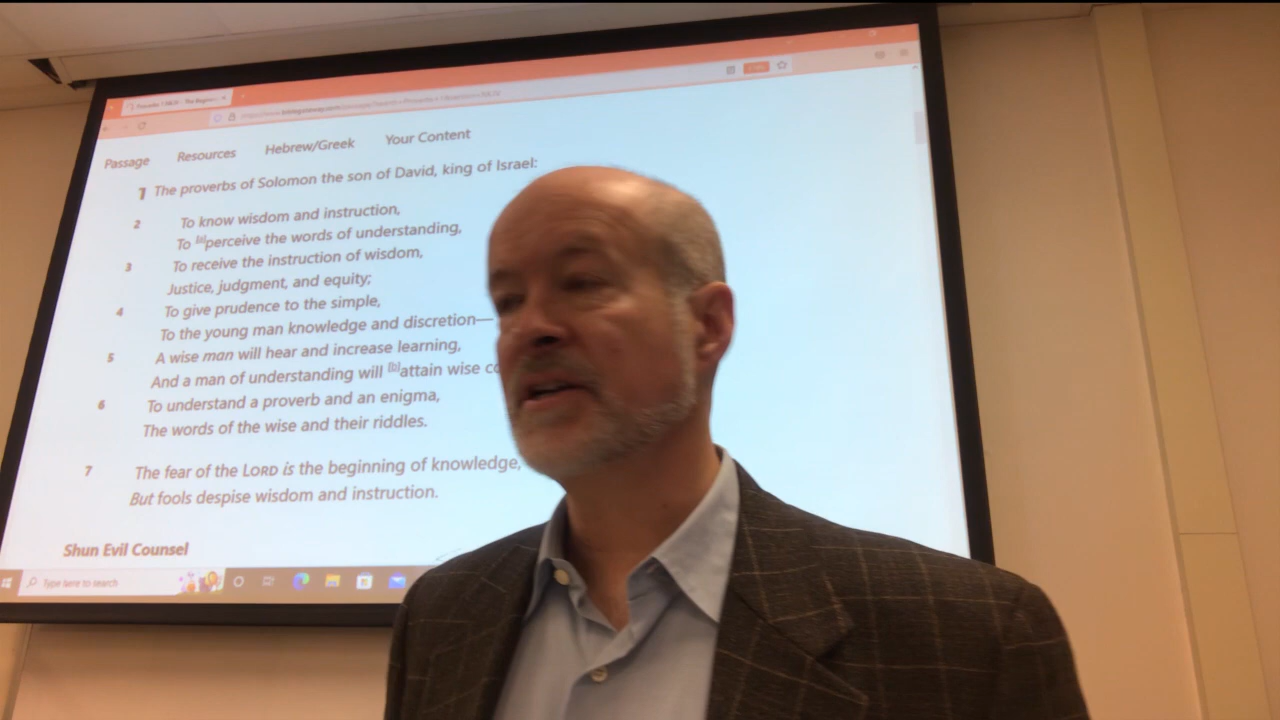 Proverbs 1 NKJV - The Beginn
Passage Resources Hebrew/Greek Your Content
1 The proverbs of Solomon the son of David, king of Israel:
2 To know wisdom and instruction,
To [a]perceive the words of understanding,
3 To receive the instruction of wisdom,
Justice, judgment, and equity;
4 To give prudence to the simple,
To the young man knowledge and discretion—
5 A wise man will hear and increase learning,
And a man of understanding will [b]attain wise
6 To understand a proverb and an enigma,
The words of the wise and their riddles.
7 The fear of the LORD is the beginning of knowledge,
But fools despise wisdom and instruction.
Shun Evil Counsel
Type here to search